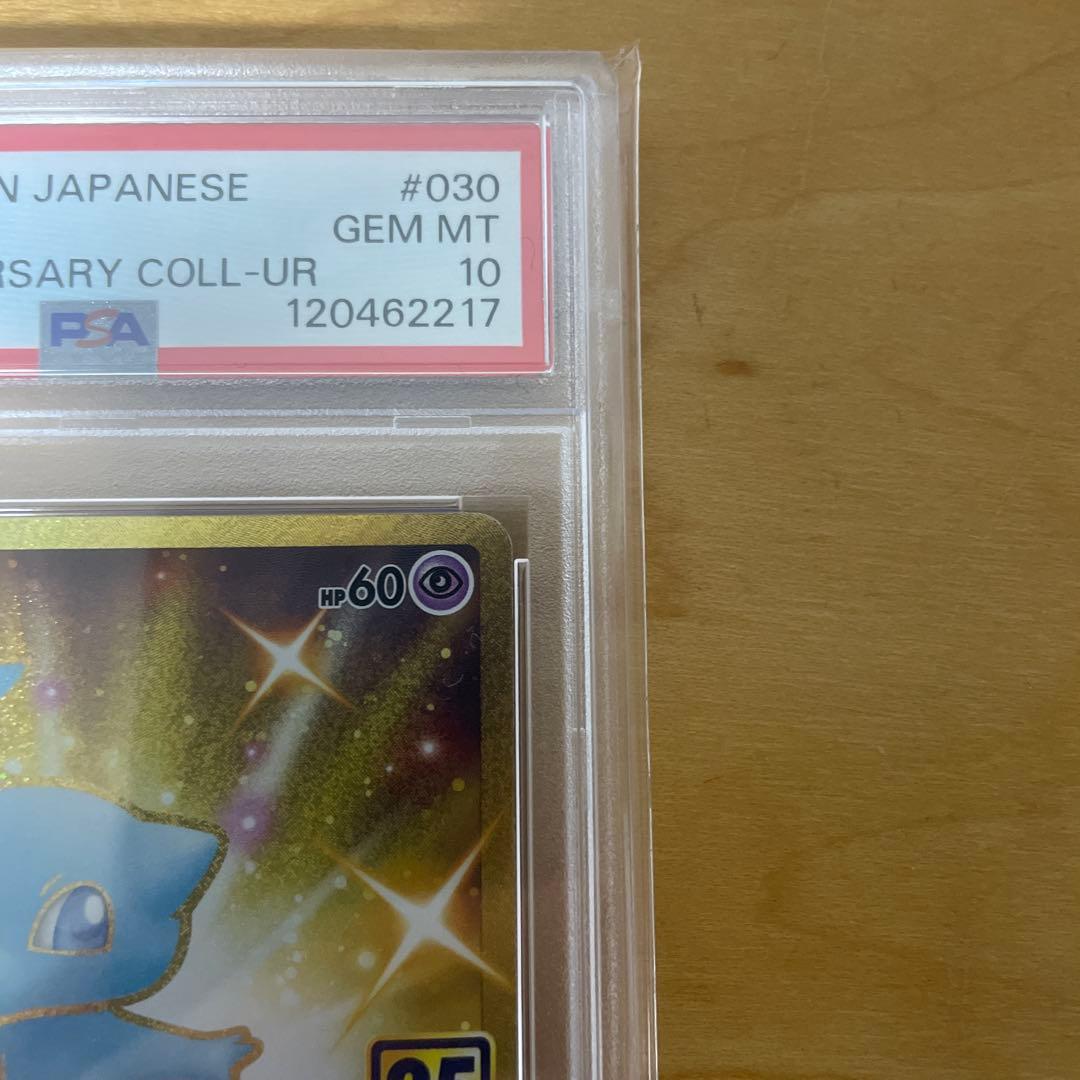 N JAPANESE #030
GEM MT
RSARY COLL-UR 10
PSA 120462217
HP60
25